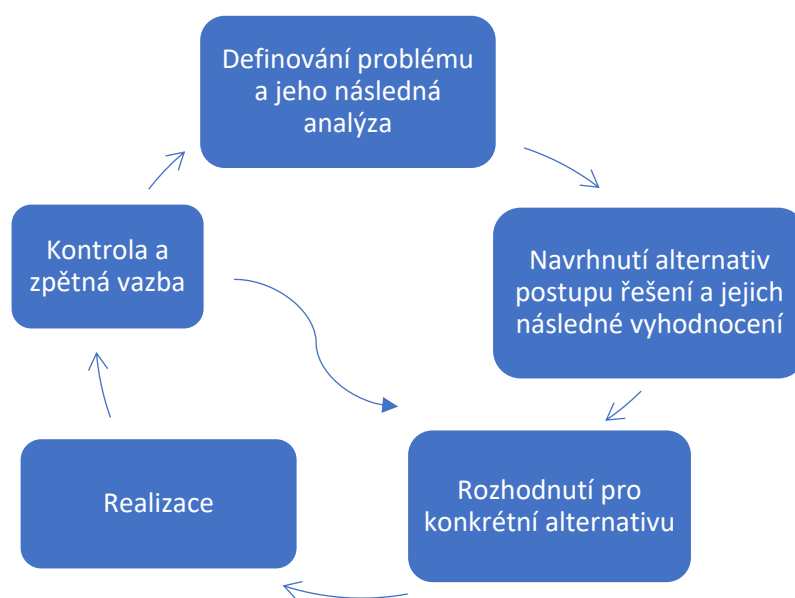 Definování problému
a jeho následná
analýza
Navrhnutí alternativ
postupu řešení a jejich
následné vyhodnocení
Rozhodnutí pro
konkrétní alternativu
Realizace
Kontrola a
zpětná vazba